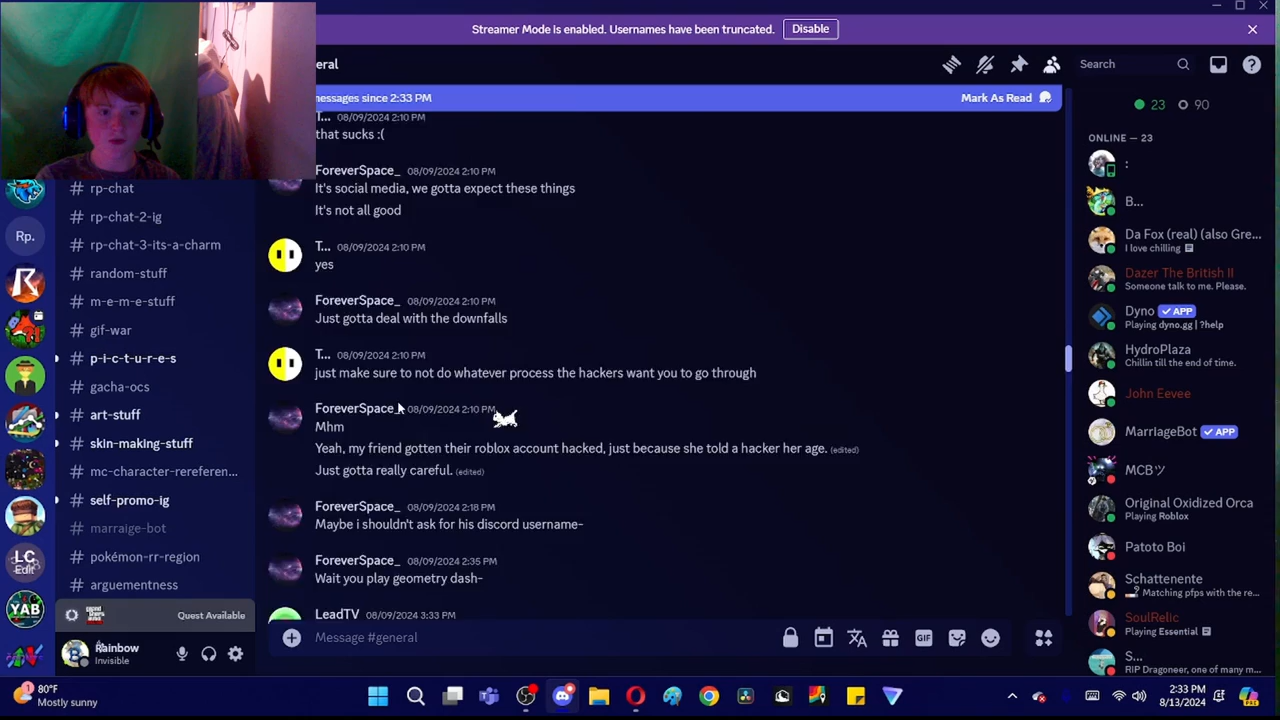 Streamer Mode is enabled. Usernames have been truncated.
Disable
eral
Search
messages since 2:33 PM
Mark As Read
T... 08/09/2024 2:10 PM
that sucks :(
ForeverSpace_ 08/09/2024 2:10 PM
It's social media, we gotta expect these things
It's not all good
T... 08/09/2024 2:10 PM
yes
ForeverSpace_ 08/09/2024 2:10 PM
Just gotta deal with the downfalls
T... 08/09/2024 2:10 PM
just make sure to not do whatever process the hackers want you to go through
ForeverSpace_ 08/09/2024 2:10 PM
Mhm
Yeah, my friend gotten their roblox account hacked, just because she told a hacker her age. (edited)
Just gotta really careful. (edited)
ForeverSpace_ 08/09/2024 2:18 PM
Maybe i shouldn't ask for his discord username-
ForeverSpace_ 08/09/2024 2:35 PM
Wait you play geometry dash-
LeadTV 08/09/2024 3:33 PM
Message #general
GIF
Rp.
LC
Edit
YAB
# rp-chat
# rp-chat-2-ig
# rp-chat-3-its-a-charm
# random-stuff
# m-e-m-e-stuff
# gif-war
# p-i-c-t-u-r-e-s
# gacha-ocs
# art-stuff
# skin-making-stuff
# mc-character-rereferen...
# self-promo-ig
# marraige-bot
# pokémon-rr-region
# arguementness
Quest Available
Rainbow
Invisible
23 90
ONLINE — 23
:
B...
Da Fox (real) (also Gre...
I love chilling
Dazer The British II
Someone talk to me. Please.
Dyno ✓ APP
Playing dyno.gg | ?help
HydroPlaza
Chillin till the end of time.
John Eevee
MarriageBot ✓ APP
MCBツ
Original Oxidized Orca
Playing Roblox
Patoto Boi
Schattenente
Matching pfps with the re...
SoulRelic
Playing Essential
S...
RIP Dragoneer, one of many m...
80°F
Mostly sunny
2:33 PM
8/13/2024